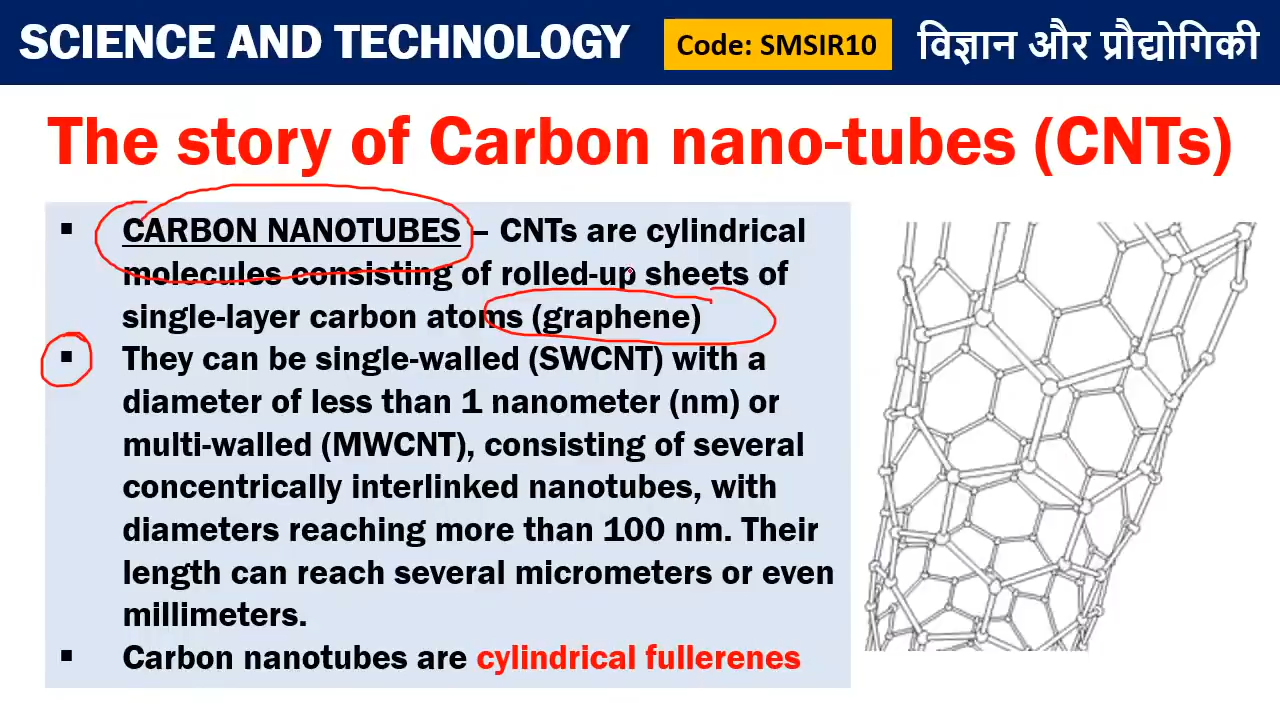 SCIENCE AND TECHNOLOGY
Code: SMSIR10
विज्ञान और प्रौद्योगिकी
The story of Carbon nano-tubes (CNTs)
▪ CARBON NANOTUBES – CNTs are cylindrical
molecules consisting of rolled-up sheets of
single-layer carbon atoms (graphene)
▪ They can be single-walled (SWCNT) with a
diameter of less than 1 nanometer (nm) or
multi-walled (MWCNT), consisting of several
concentrically interlinked nanotubes, with
diameters reaching more than 100 nm. Their
length can reach several micrometers or even
millimeters.
▪ Carbon nanotubes are cylindrical fullerenes